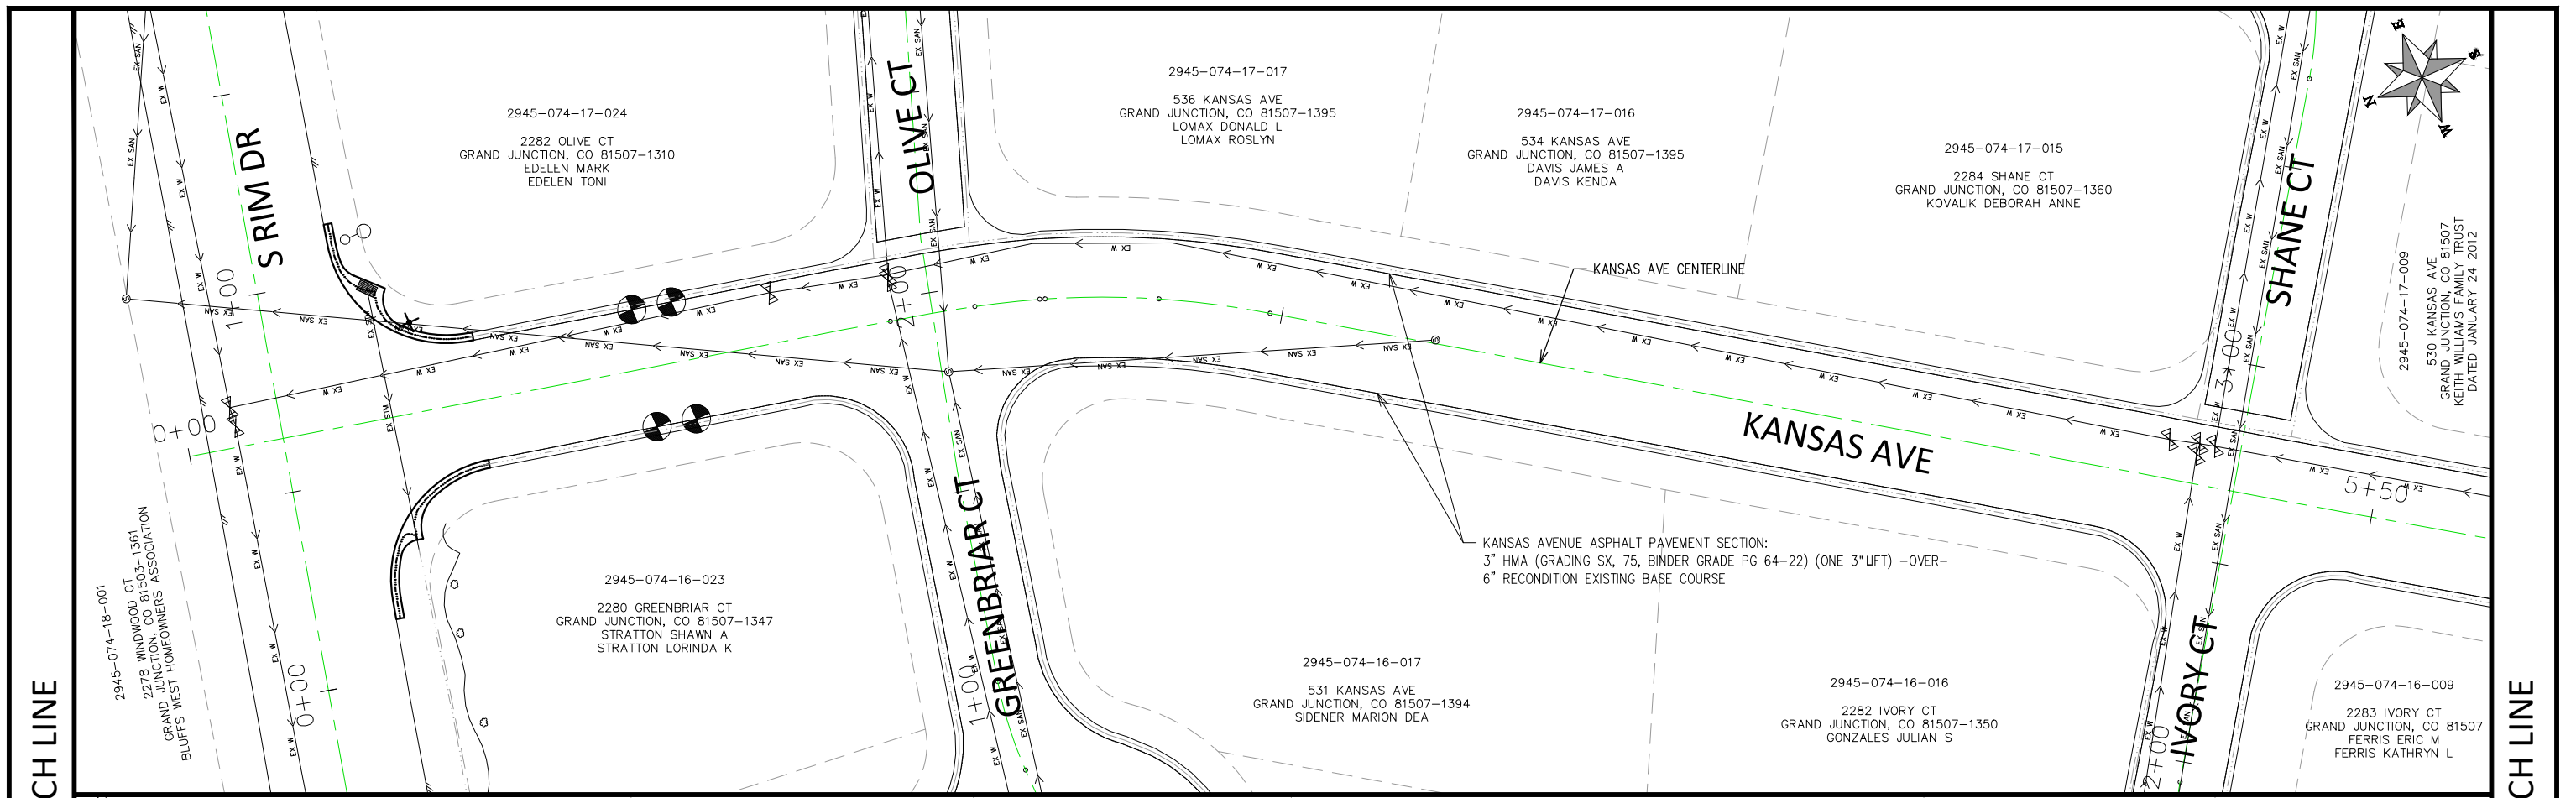 2945-074-17-024
2282 OLIVE CT
GRAND JUNCTION, CO 81507-1310
EDELEN MARK
EDELEN TONI
S RIM DR
OLIVE CT
2945-074-17-017
536 KANSAS AVE
GRAND JUNCTION, CO 81507-1395
LOMAX DONALD L
LOMAX ROSLYN
2945-074-17-016
534 KANSAS AVE
GRAND JUNCTION, CO 81507-1395
DAVIS JAMES A
DAVIS KENDA
2945-074-17-015
2284 SHANE CT
GRAND JUNCTION, CO 81507-1360
KOVALIK DEBORAH ANNE
SHANE CT
E
S
N
W
2945-074-17-009
530 KANSAS AVE
GRAND JUNCTION, CO 81507
KEITH WILLIAMS FAMILY TRUST
DATED JANUARY 24 2012
KANSAS AVE CENTERLINE
1+00
2+00
3+00
0+00
5+50
KANSAS AVE
KANSAS AVENUE ASPHALT PAVEMENT SECTION:
3" HMA (GRADING SX, 75, BINDER GRADE PG 64-22) (ONE 3" LIFT) -OVER-
6" RECONDITION EXISTING BASE COURSE
2945-074-18-001
2278 WINDWOOD CT
GRAND JUNCTION, CO 81503-1361
BLUFFS WEST HOMEOWNERS ASSOCIATION
0+00
2945-074-16-023
2280 GREENBRIAR CT
GRAND JUNCTION, CO 81507-1347
STRATTON SHAWN A
STRATTON LORINDA K
GREENBRIAR CT
1+00
2945-074-16-017
531 KANSAS AVE
GRAND JUNCTION, CO 81507-1394
SIDENER MARION DEA
2945-074-16-016
2282 IVORY CT
GRAND JUNCTION, CO 81507-1350
GONZALES JULIAN S
IVORY CT
2+00
2945-074-16-009
2283 IVORY CT
GRAND JUNCTION, CO 81507
FERRIS ERIC M
FERRIS KATHRYN L
CH LINE
CH LINE
EX SAN
EX W
EX STM